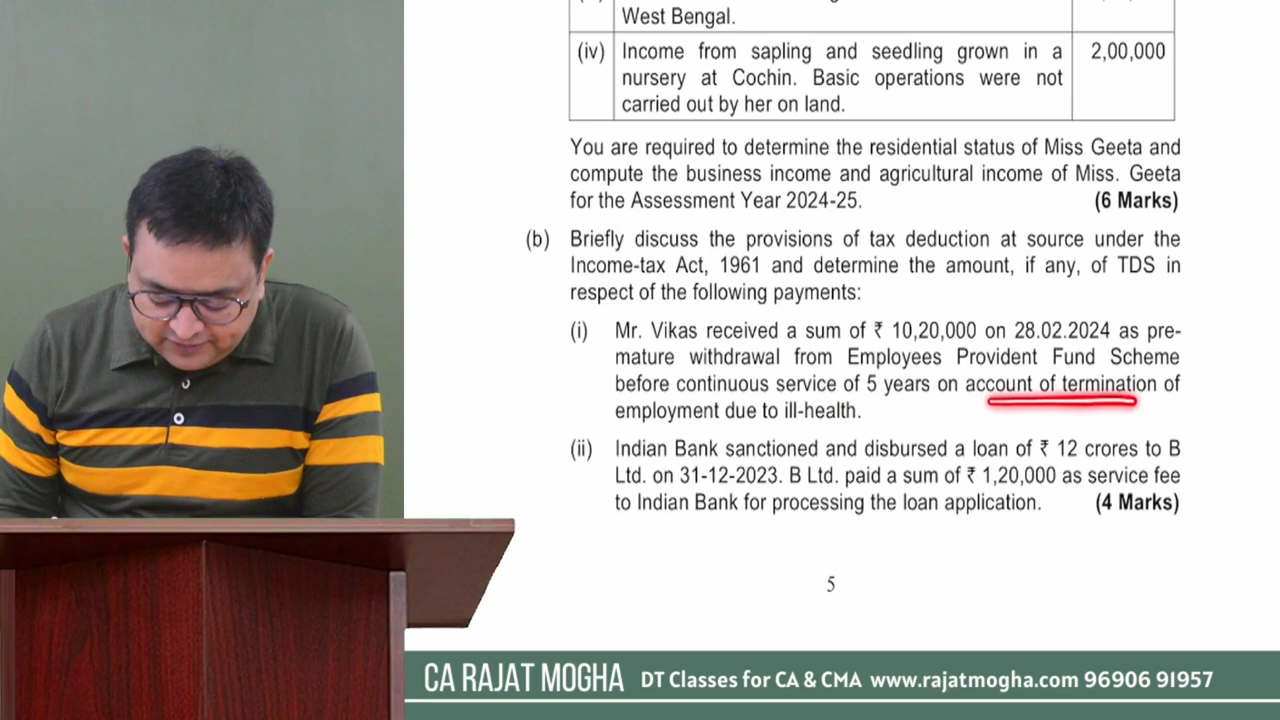 West Bengal.
(iv) Income from sapling and seedling grown in a 2,00,000
nursery at Cochin. Basic operations were not
carried out by her on land.
You are required to determine the residential status of Miss Geeta and
compute the business income and agricultural income of Miss. Geeta
for the Assessment Year 2024-25. (6 Marks)
(b) Briefly discuss the provisions of tax deduction at source under the
Income-tax Act, 1961 and determine the amount, if any, of TDS in
respect of the following payments:
(i) Mr. Vikas received a sum of ₹ 10,20,000 on 28.02.2024 as pre-
mature withdrawal from Employees Provident Fund Scheme
before continuous service of 5 years on account of termination of
employment due to ill-health.
(ii) Indian Bank sanctioned and disbursed a loan of ₹ 12 crores to B
Ltd. on 31-12-2023. B Ltd. paid a sum of ₹ 1,20,000 as service fee
to Indian Bank for processing the loan application. (4 Marks)
5
CA RAJAT MOGHA DT Classes for CA & CMA www.rajatmogha.com 96906 91957